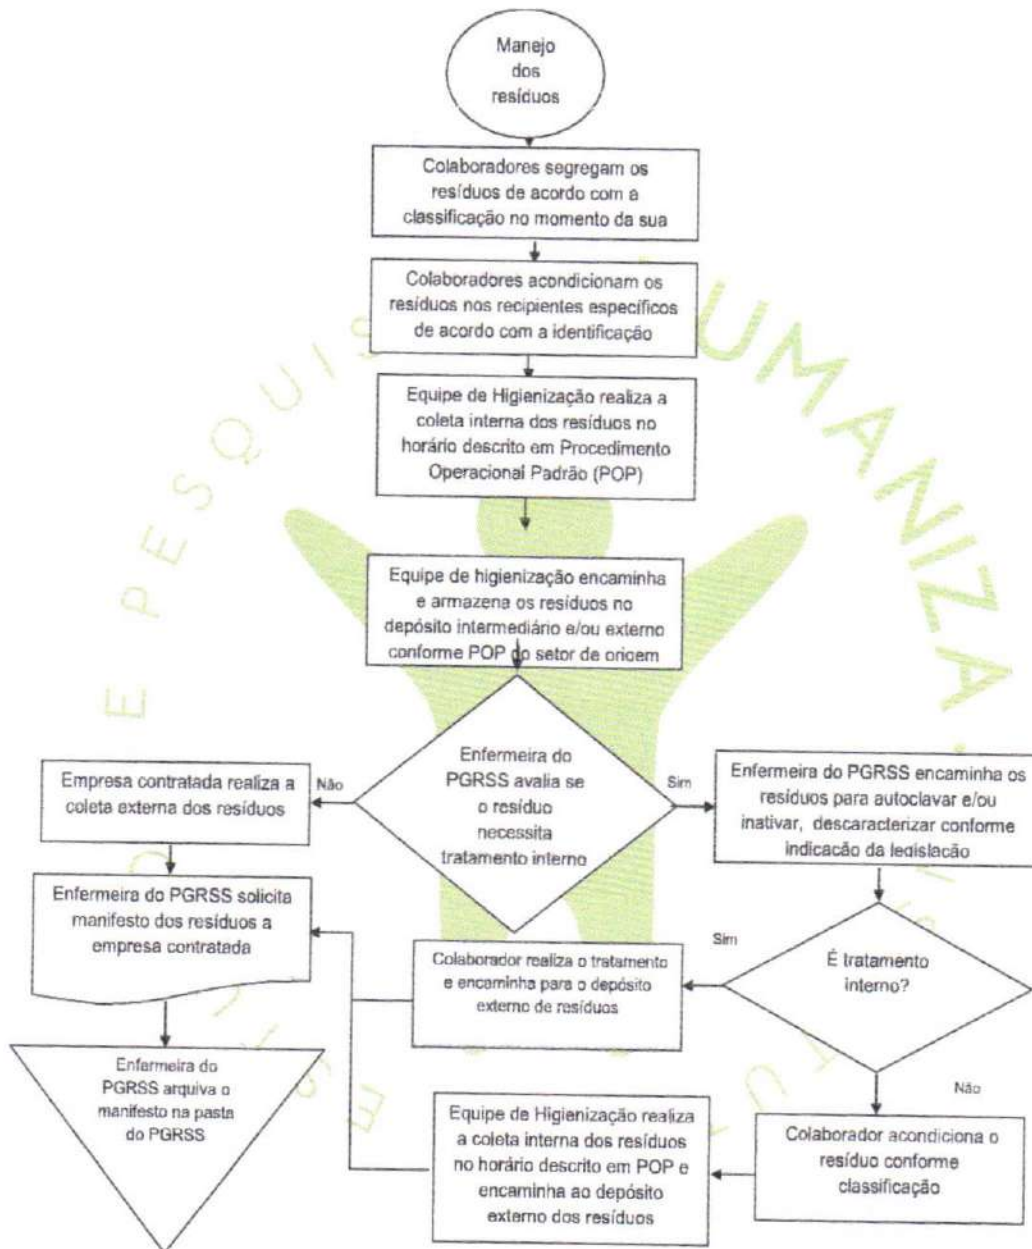 Manejo
dos
resíduos
Colaboradores segregam os
resíduos de acordo com a
classificação no momento da sua
Colaboradores acondicionam os
resíduos nos recipientes específicos
de acordo com a identificação
Equipe de Higienização realiza a
coleta interna dos resíduos no
horário descrito em Procedimento
Operacional Padrão (POP)
Equipe de higienização encaminha
e armazena os resíduos no
depósito intermediário e/ou externo
conforme POP do setor de origem
Enfermeira do
PGRSS avalia se
o resíduo
necessita
tratamento interno
Não
Sim
Empresa contratada realiza a
coleta externa dos resíduos
Enfermeira do PGRSS encaminha os
resíduos para autoclavar e/ou
inativar, descaracterizar conforme
indicação da legislação
Enfermeira do PGRSS solicita
manifesto dos resíduos a
empresa contratada
Sim
É tratamento
interno?
Colaborador realiza o tratamento
e encaminha para o depósito
externo de resíduos
Enfermeira do
PGRSS arquiva o
manifesto na pasta
do PGRSS
Não
Equipe de Higienização realiza
a coleta interna dos resíduos
no horário descrito em POP e
encaminha ao depósito
externo dos resíduos
Colaborador acondiciona o
resíduo conforme
classificação
E PESQUIS
UMANIZA